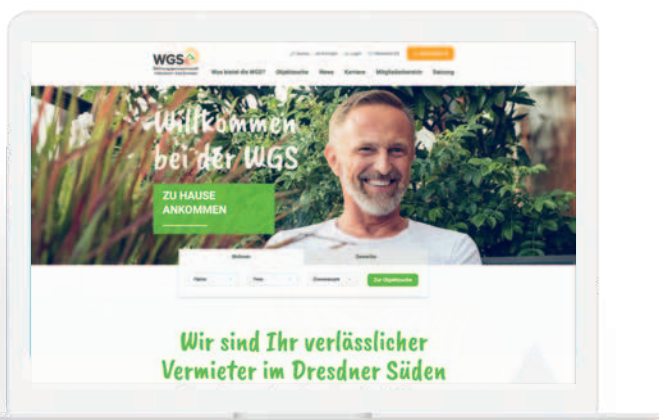 WGS
Was bietet die WGS? Objektsuche News Karriere Mitgliederbereich Satzung
Willkommen
bei der WGS
ZU HAUSE
ANKOMMEN
Wohnen Gewerbe
Zur Objektsuche
Wir sind Ihr verlässlicher
Vermieter im Dresdner Süden